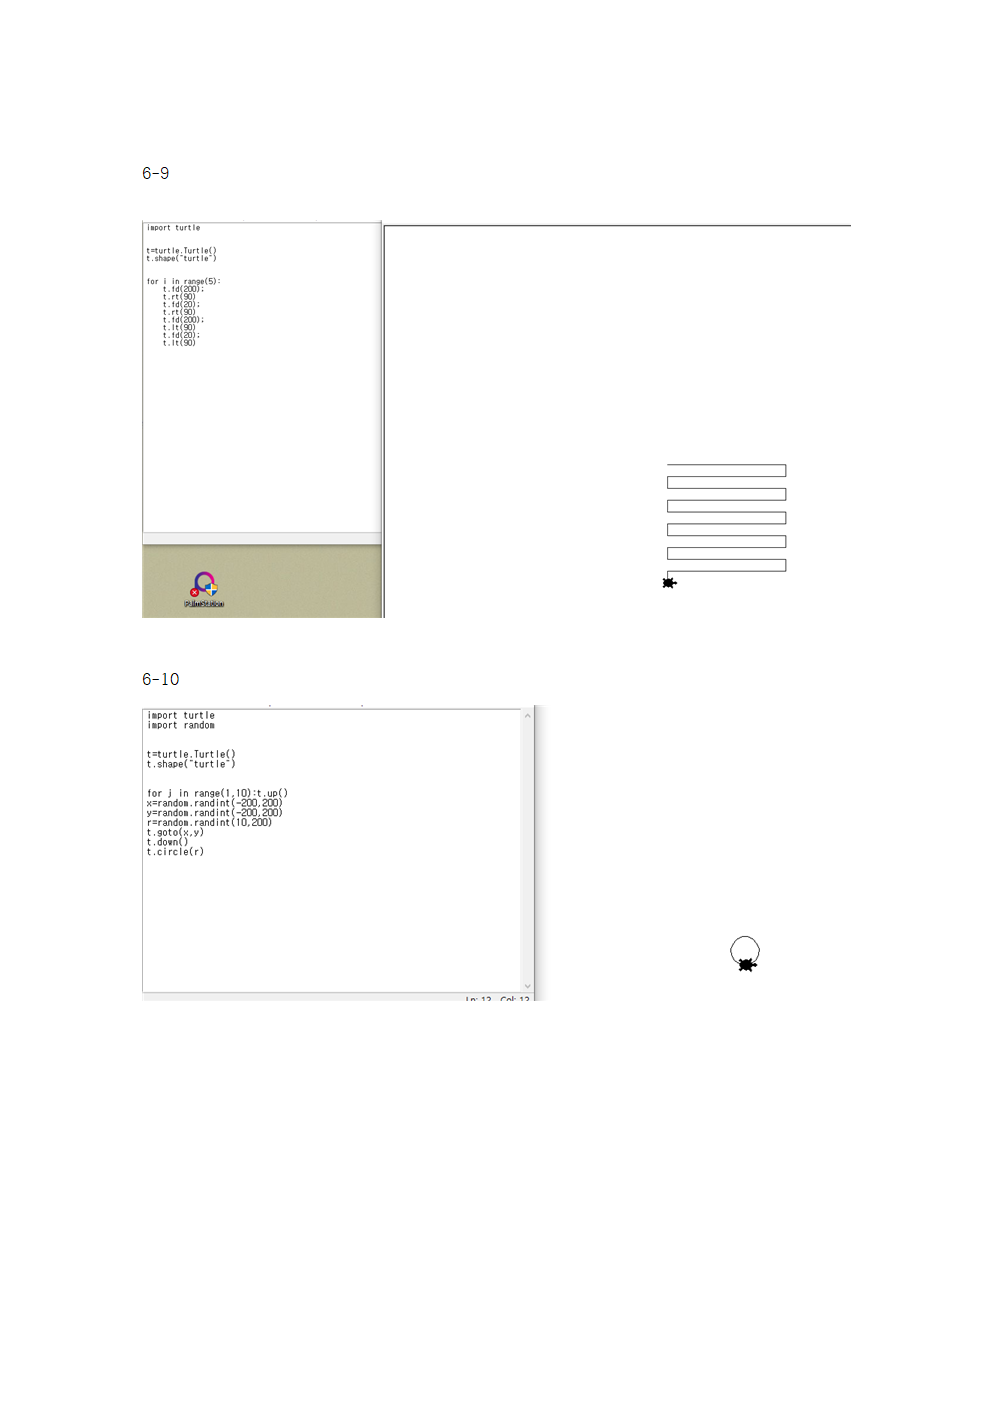 6-9
import turtle
t=turtle.Turtle()
t.shape("turtle")
for i in range(5):
    t.fd(200);
    t.rt(90)
    t.fd(20);
    t.rt(90)
    t.fd(200);
    t.lt(90)
    t.fd(20);
    t.lt(90)
PalmStation
6-10
import turtle
import random
t=turtle.Turtle()
t.shape("turtle")
for j in range(1,10):t.up()
x=random.randint(-200,200)
y=random.randint(-200,200)
r=random.randint(10,200)
t.goto(x,y)
t.down()
t.circle(r)
Ln: 12 Col: 12